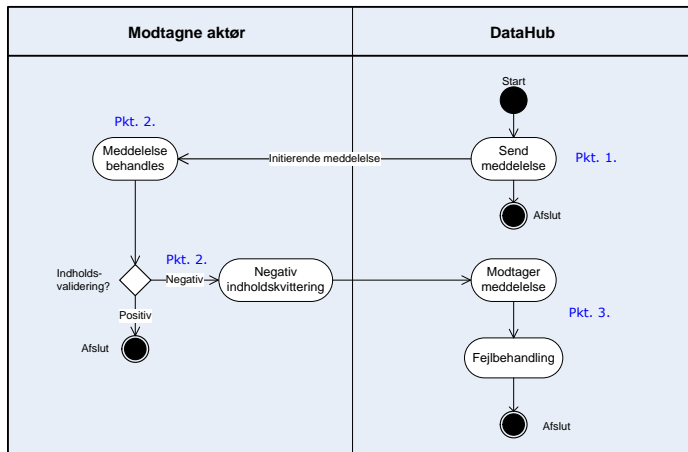 Modtagne aktør
DataHub
Start
Pkt. 2.
Meddelelse
behandles
Initierende meddelelse
Send
meddelelse
Pkt. 1.
Afslut
Indholds-
validering?
Pkt. 2.
Negativ
Negativ
indholdskvittering
Modtager
meddelelse
Positiv
Pkt. 3.
Afslut
Fejlbehandling
Afslut